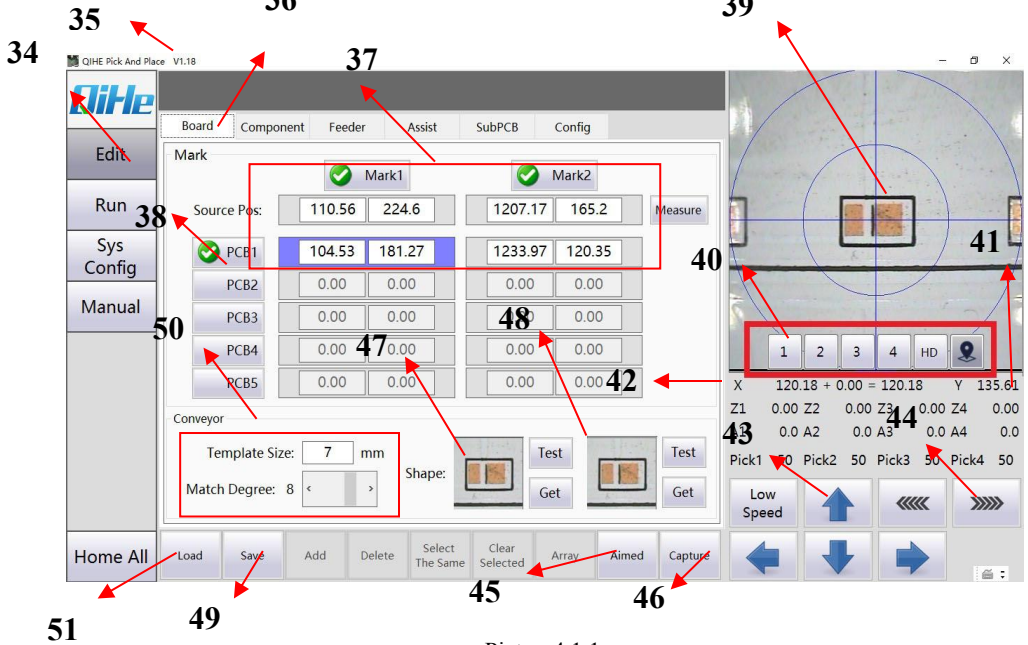 36
35
39
34
37
QIHE Pick And Place V1.18
QiHe
Board Component Feeder Assist SubPCB Config
Edit
Mark
Mark1 Mark2
Run
38
Source Pos: 110.56 224.6 1207.17 165.2 Measure
Sys Config
PCB1 104.53 181.27 1233.97 120.35
40
41
PCB2 0.00 0.00 0.00 0.00
Manual
PCB3 0.00 0.00 0.00 0.00
50
48
47
PCB4 0.00 0.00 0.00 0.00
1 2 3 4 HD
PCB5 0.00 0.00 0.00 0.00
42
X 120.18 + 0.00 = 120.18 Y 135.61
Z1 0.00 Z2 0.00 Z3 0.00 Z4 0.00
Conveyor
43
44
A1 0.0 A2 0.0 A3 0.0 A4 0.0
Template Size: 7 mm
Shape: Test Test
Pick1 50 Pick2 50 Pick3 50 Pick4 50
Match Degree: 8
Get Get
Low Speed
Home All
Load Save Add Delete Select The Same Clear Selected Array Aimed Capture
45
46
49
51